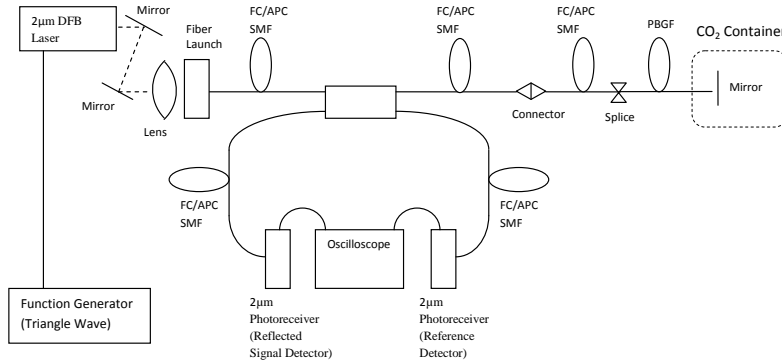 2µm DFB
Laser
Mirror
Mirror
Lens
Fiber
Launch
FC/APC
SMF
FC/APC
SMF
Connector
FC/APC
SMF
Splice
PBGF
CO2 Container
Mirror
FC/APC
SMF
FC/APC
SMF
Oscilloscope
Function Generator
(Triangle Wave)
2µm
Photoreceiver
(Reflected
Signal Detector)
2µm
Photoreceiver
(Reference
Detector)